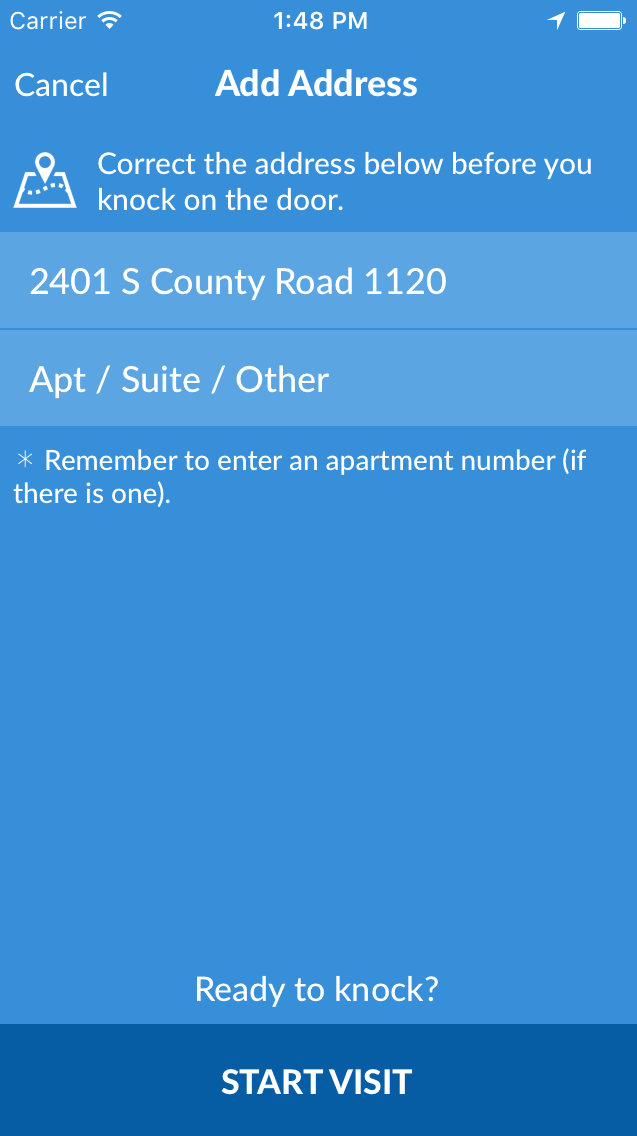 Carrier 1:48 PM
Cancel Add Address
Correct the address below before you
knock on the door.
2401 S County Road 1120
Apt / Suite / Other
* Remember to enter an apartment number (if
there is one).
Ready to knock?
START VISIT